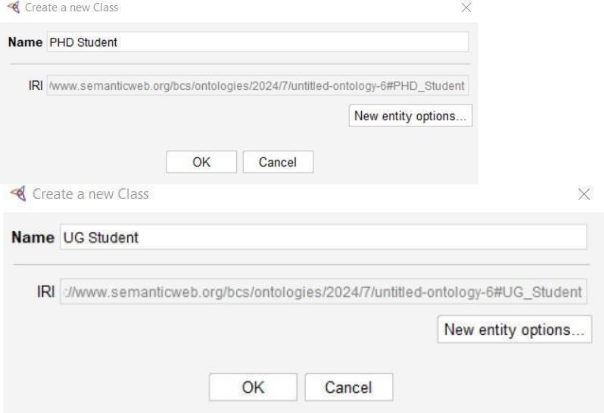 Create a new Class
Name PHD Student
IRI /www.semanticweb.org/bcs/ontologies/2024/7/untitled-ontology-6#PHD_Student
New entity options...
OK Cancel
Create a new Class
Name UG Student
IRI ://www.semanticweb.org/bcs/ontologies/2024/7/untitled-ontology-6#UG_Student
New entity options...
OK Cancel